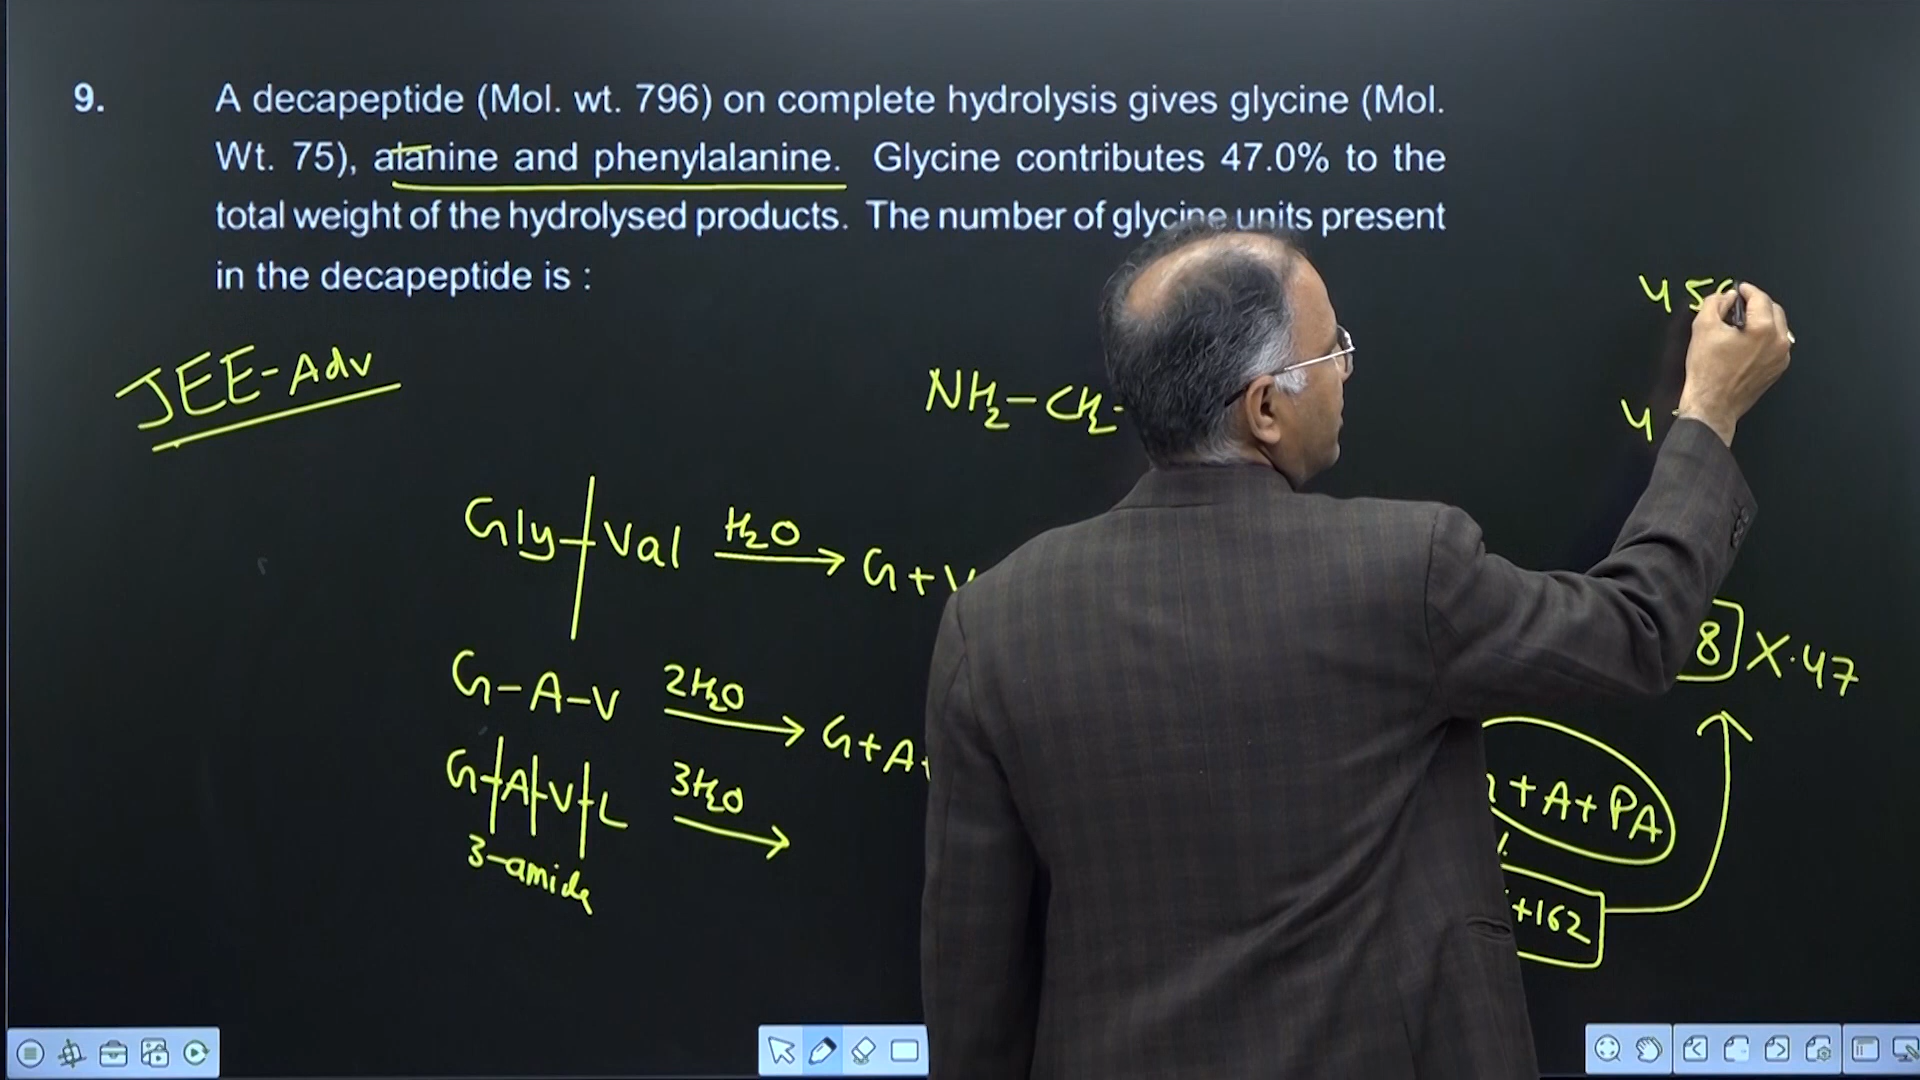 9. A decapeptide (Mol. wt. 796) on complete hydrolysis gives glycine (Mol.
Wt. 75), alanine and phenylalanine. Glycine contributes 47.0% to the
total weight of the hydrolysed products. The number of glycine units present
in the decapeptide is :
JEE-Adv
NH₂-CH₂-
Gly-Val H₂O G+V
G-A-V 2H₂O G+A+
G-A-V-L 3H₂O
3-amide
45
4
8 X.47
+A+PA
+162